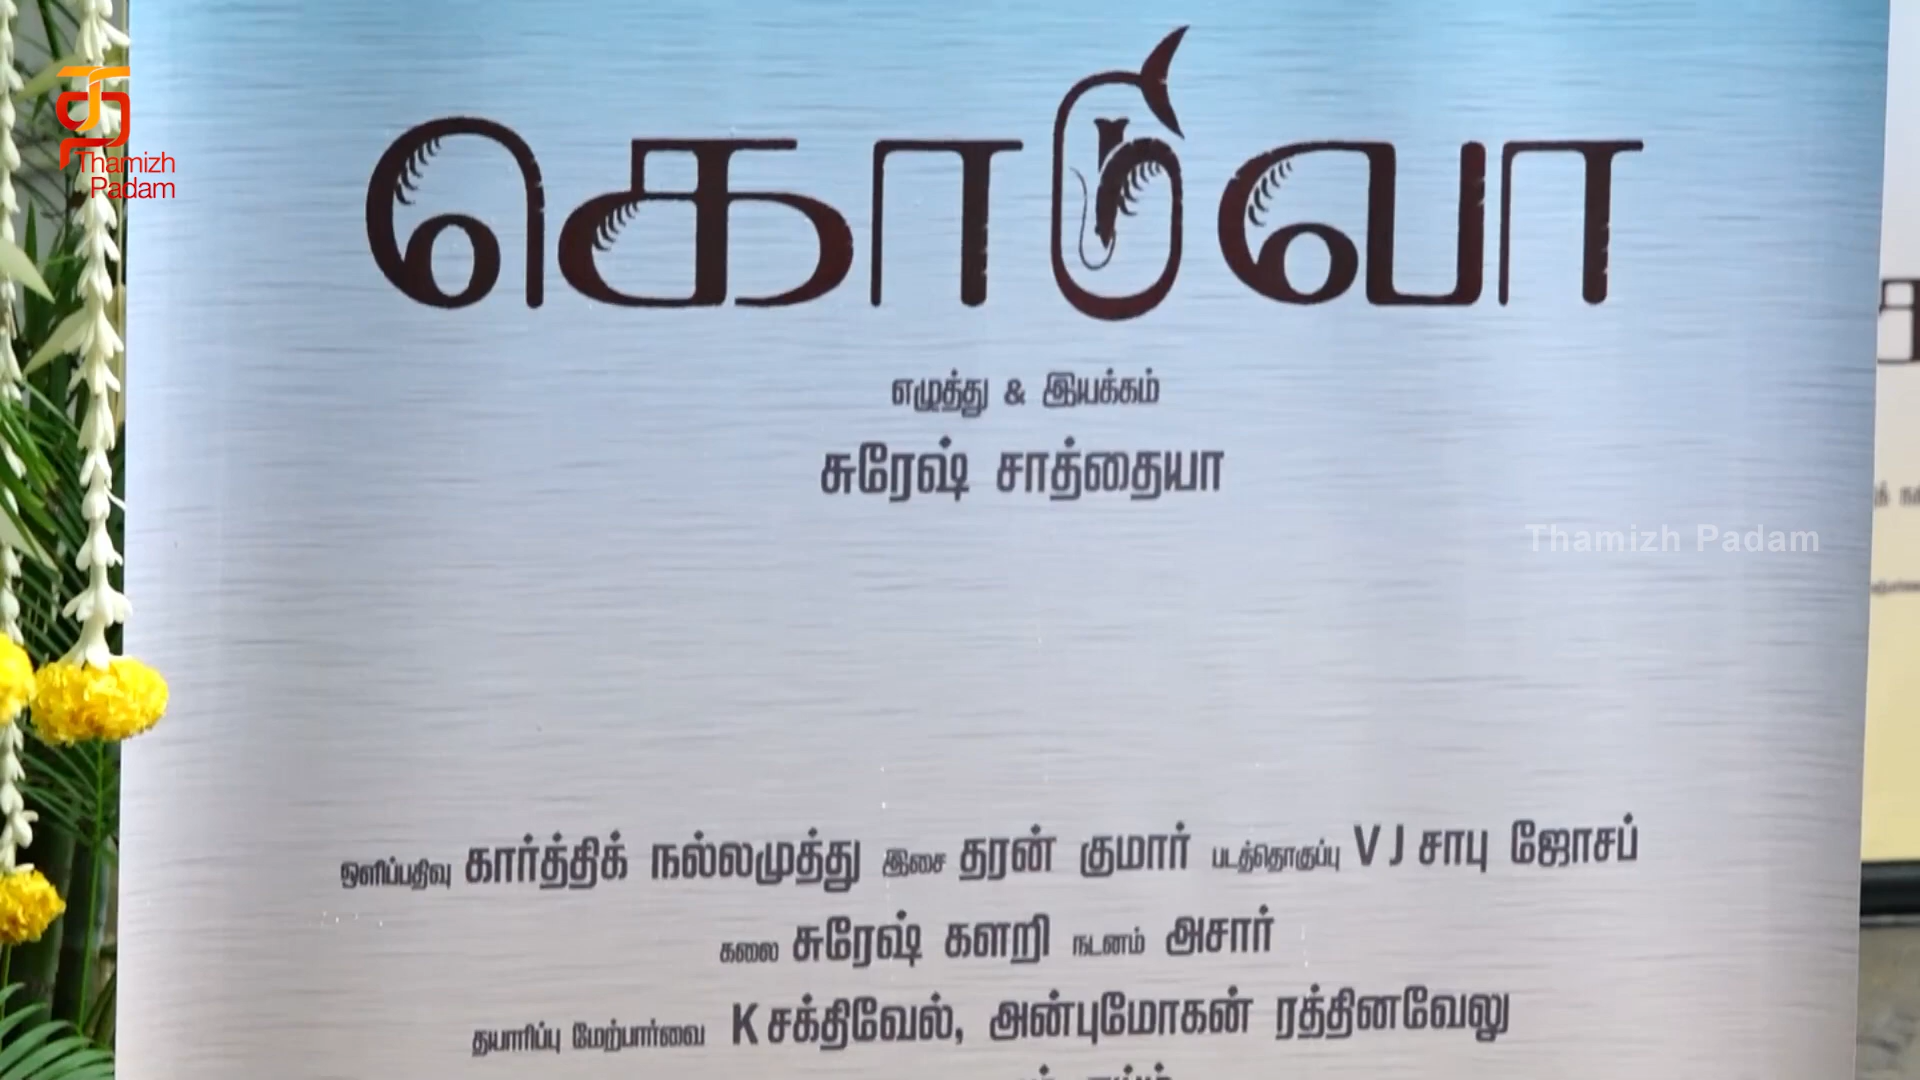 Thamizh
Padam
கொடுவா
எழுத்து & இயக்கம்
சுரேஷ் சாத்தையா
Thamizh Padam
ஒளிப்பதிவு கார்த்திக் நல்லமுத்து இசை தரன் குமார் படத்தொகுப்பு V J சாபு ஜோசப்
கலை சுரேஷ் களறி நடனம் அசார்
தயாரிப்பு மேற்பார்வை K சக்திவேல், அன்புமோகன் ரத்தினவேலு